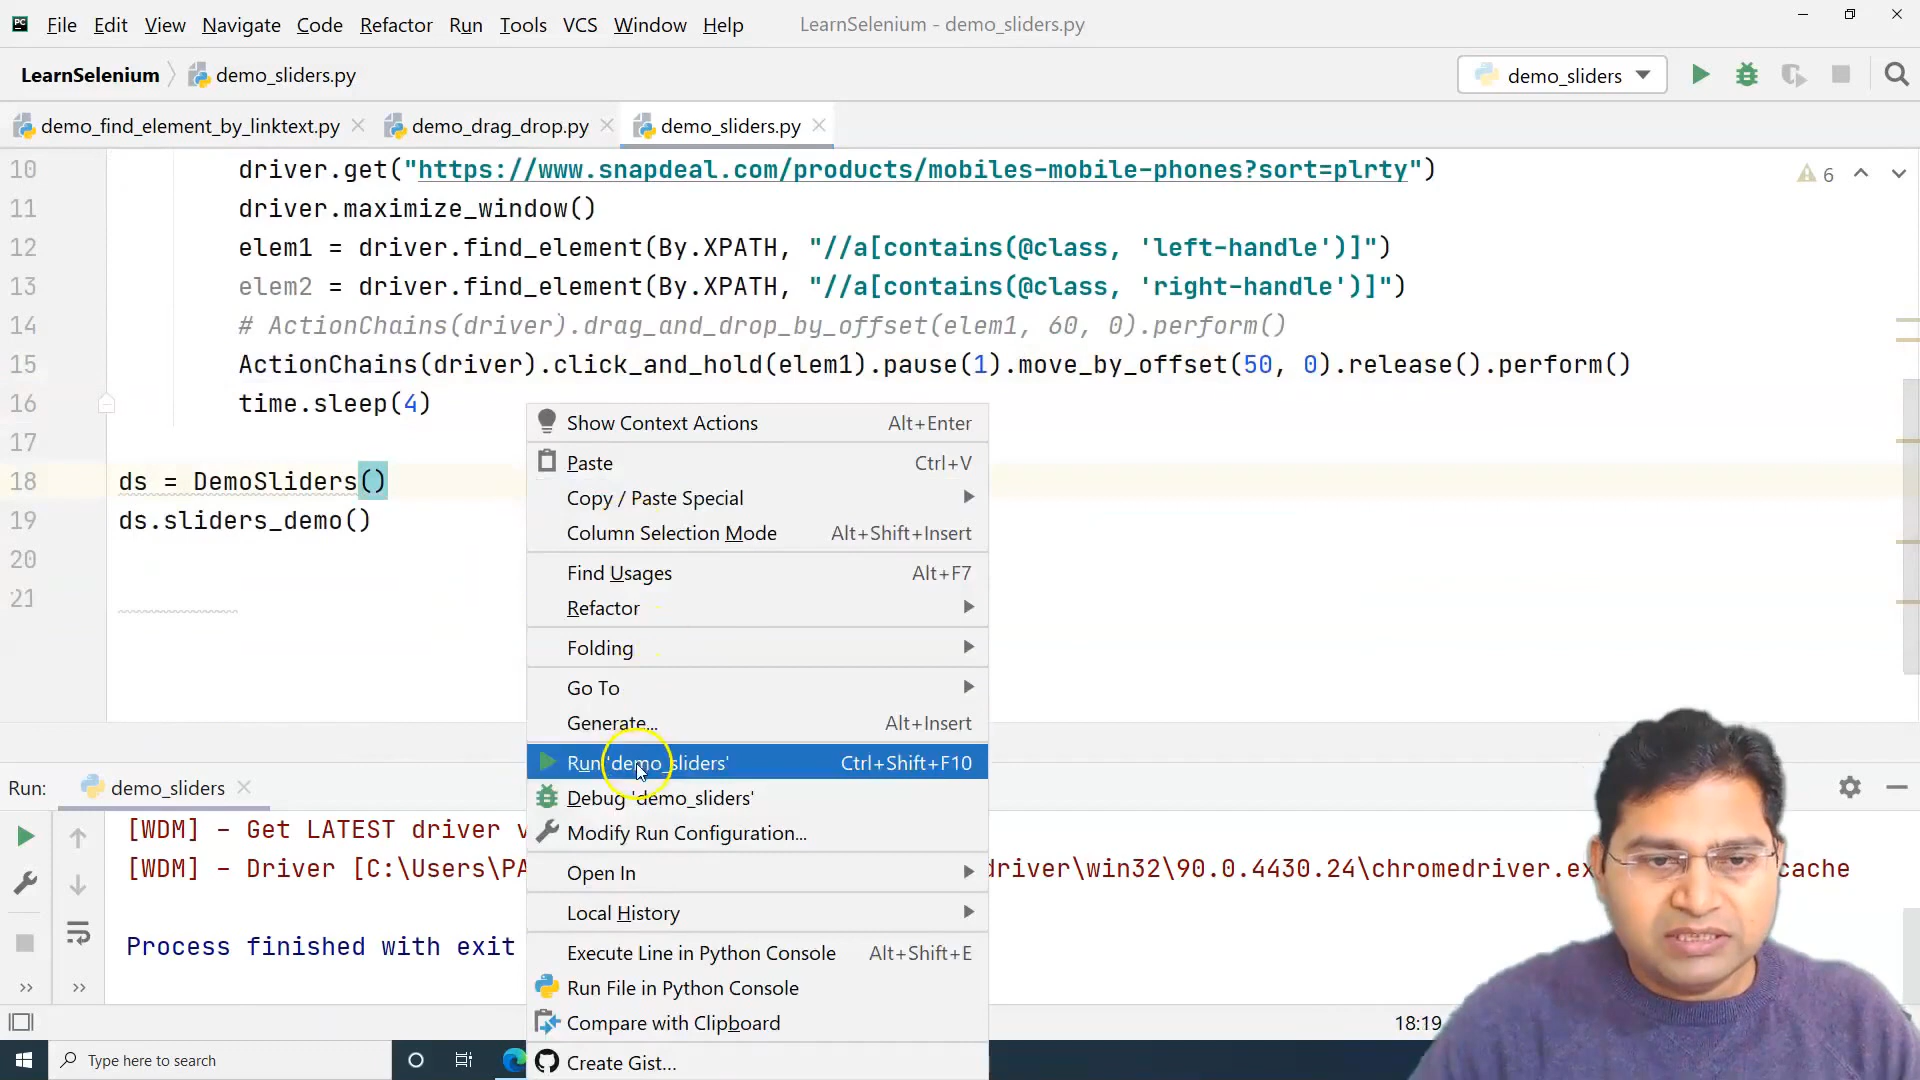 File Edit View Navigate Code Refactor Run Tools VCS Window Help LearnSelenium - demo_sliders.py
LearnSelenium demo_sliders.py demo_sliders
demo_find_element_by_linktext.py demo_drag_drop.py demo_sliders.py
10 driver.get("https://www.snapdeal.com/products/mobiles-mobile-phones?sort=plrty") 6
11 driver.maximize_window()
12 elem1 = driver.find_element(By.XPATH, "//a[contains(@class, 'left-handle')]")
13 elem2 = driver.find_element(By.XPATH, "//a[contains(@class, 'right-handle')]")
14 # ActionChains(driver).drag_and_drop_by_offset(elem1, 60, 0).perform()
15 ActionChains(driver).click_and_hold(elem1).pause(1).move_by_offset(50, 0).release().perform()
16 time.sleep(4)
17
18 ds = DemoSliders()
19 ds.sliders_demo()
20
21
Show Context Actions Alt+Enter
Paste Ctrl+V
Copy / Paste Special
Column Selection Mode Alt+Shift+Insert
Find Usages Alt+F7
Refactor
Folding
Go To
Generate... Alt+Insert
Run 'demo_sliders' Ctrl+Shift+F10
Debug 'demo_sliders'
Modify Run Configuration...
Open In
Local History
Execute Line in Python Console Alt+Shift+E
Run File in Python Console
Compare with Clipboard
Create Gist...
Run: demo_sliders
[WDM] - Get LATEST driver
[WDM] - Driver [C:\Users\PA driver\win32\90.0.4430.24\chromedriver.ex cache
Process finished with exit
18:19
Type here to search